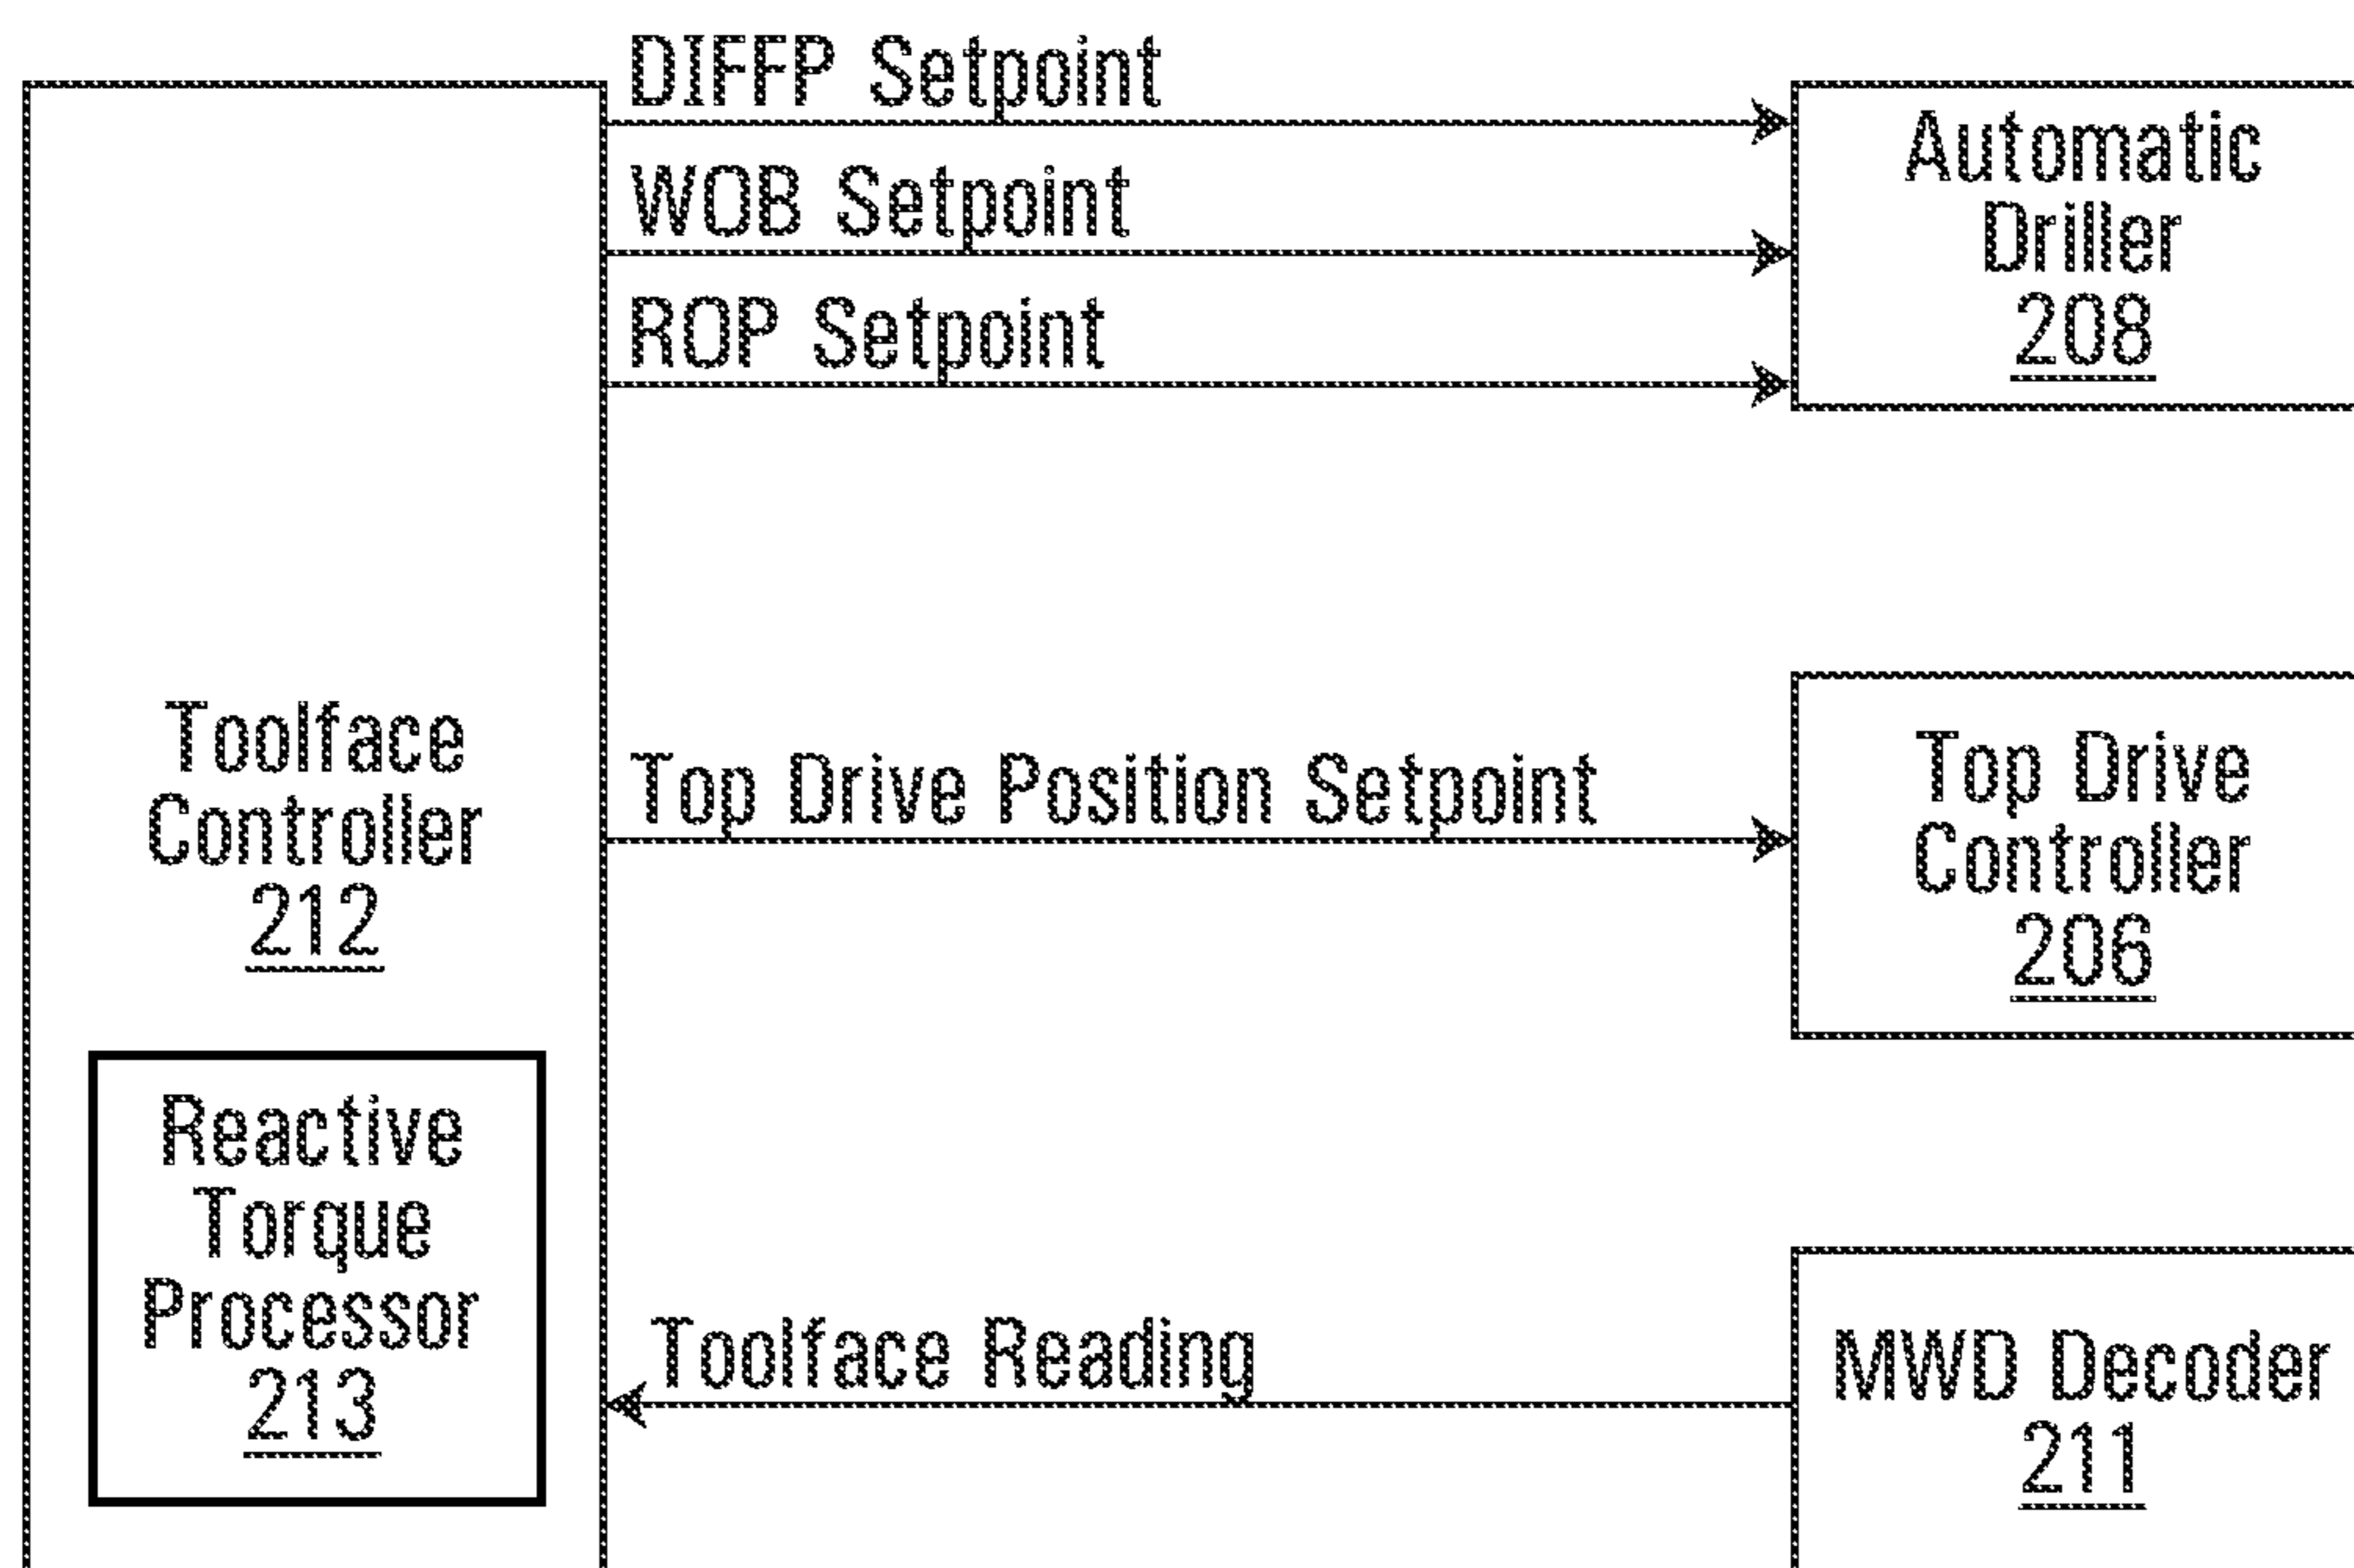 DIFFP Setpoint
WOB Setpoint
ROP Setpoint
Automatic
Driller
208
Toolface
Controller
212
Top Drive Position Setpoint
Top Drive
Controller
206
Reactive
Torque
Processor
213
Toolface Reading
MWD Decoder
211